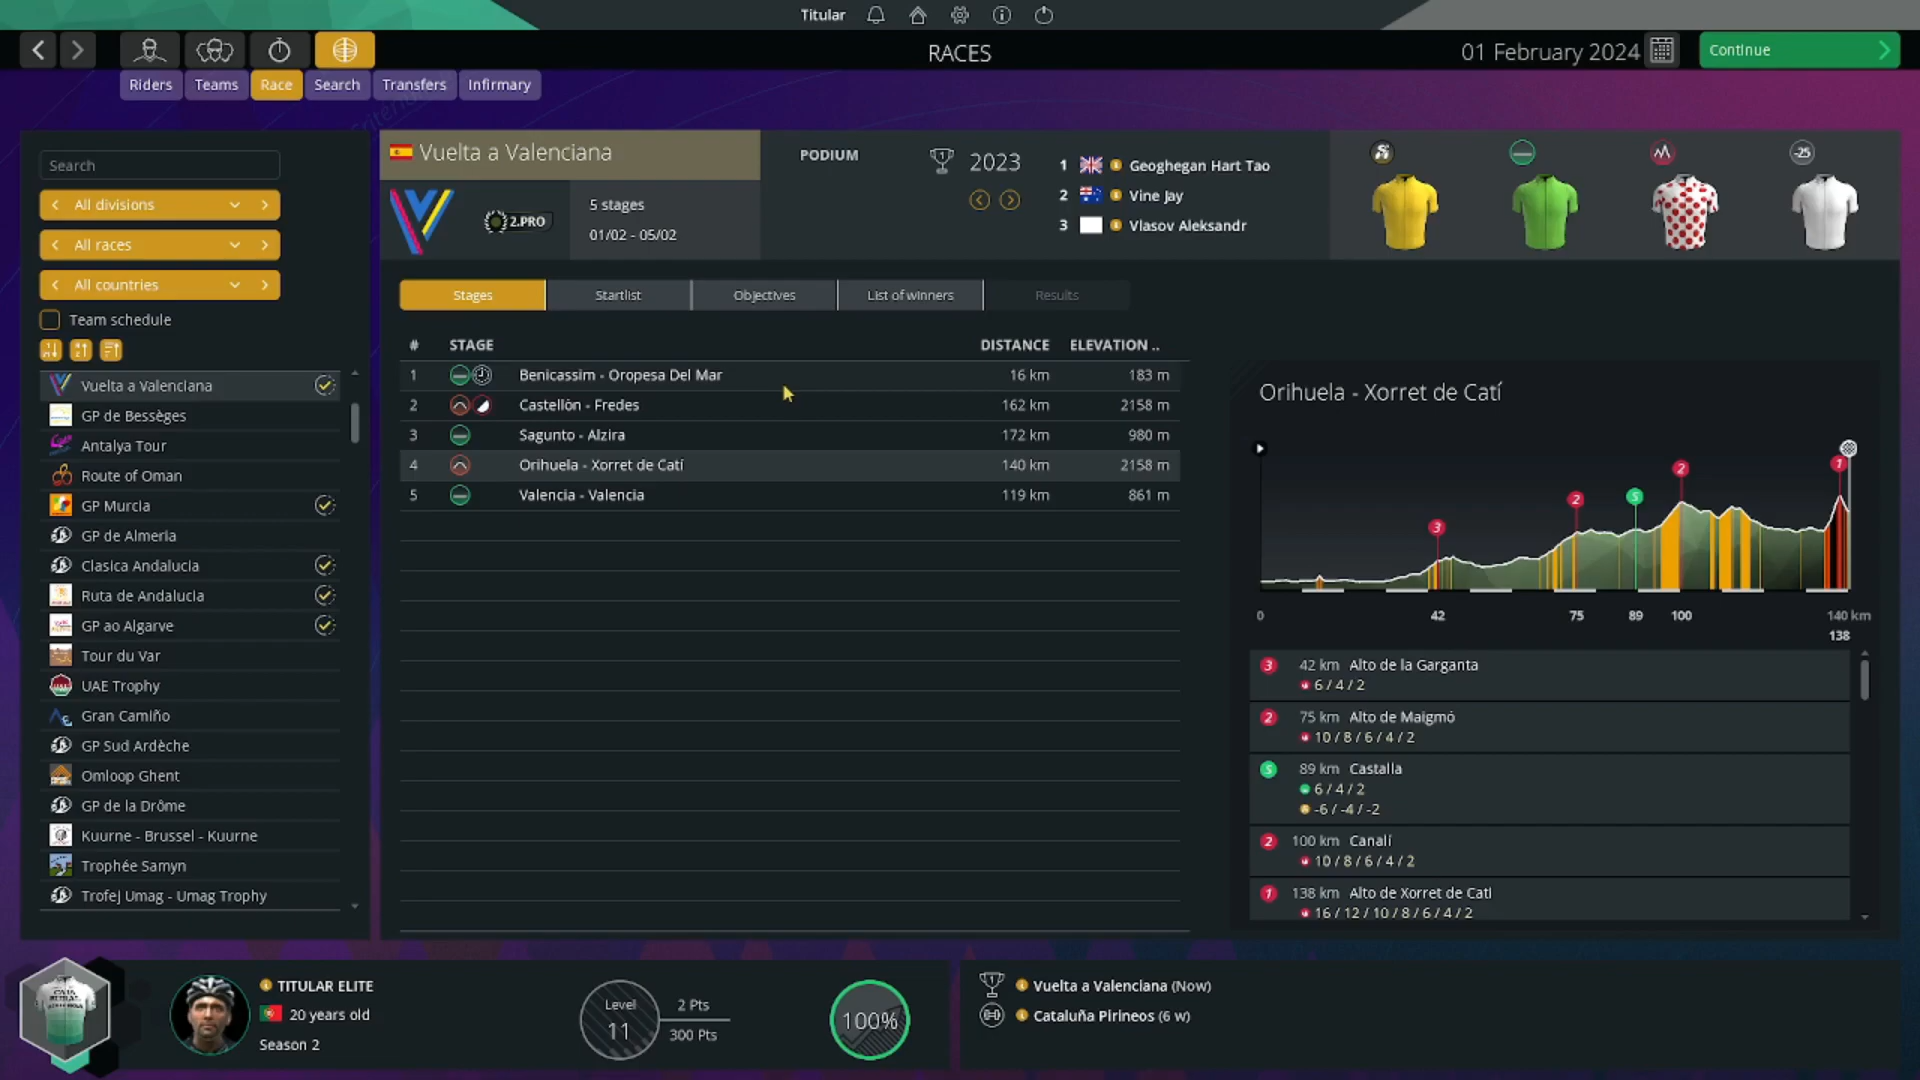 Titular
RACES
01 February 2024
Continue
Riders
Teams
Race
Search
Transfers
Infirmary
Search
All divisions
All races
All countries
Team schedule
Vuelta a Valenciana
GP de Bessèges
Antalya Tour
Route of Oman
GP Murcia
GP de Almeria
Clasica Andalucia
Ruta de Andalucia
GP ao Algarve
Tour du Var
UAE Trophy
Gran Camiño
GP Sud Ardèche
Omloop Ghent
GP de la Drôme
Kuurne - Brussel - Kuurne
Trophée Samyn
Trofej Umag - Umag Trophy
Vuelta a Valenciana
2.PRO
5 stages
01/02 - 05/02
PODIUM
2023
1 Geoghegan Hart Tao
2 Vine Jay
3 Vlasov Aleksandr
-25
Stages
Startlist
Objectives
List of winners
Results
# STAGE DISTANCE ELEVATION ..
1 Benicassim - Oropesa Del Mar 16 km 183 m
2 Castellòn - Fredes 162 km 2158 m
3 Sagunto - Alzira 172 km 980 m
4 Orihuela - Xorret de Catí 140 km 2158 m
5 Valencia - Valencia 119 km 861 m
Orihuela - Xorret de Catí
3
2
S
2
1
0 42 75 89 100 140 km
138
3 42 km Alto de la Garganta
6 / 4 / 2
2 75 km Alto de Maigmó
10 / 8 / 6 / 4 / 2
S 89 km Castalla
6 / 4 / 2
-6 / -4 / -2
2 100 km Canalí
10 / 8 / 6 / 4 / 2
1 138 km Alto de Xorret de Catí
16 / 12 / 10 / 8 / 6 / 4 / 2
TITULAR ELITE
20 years old
Season 2
Level
11
2 Pts
300 Pts
100%
Vuelta a Valenciana (Now)
Cataluña Pirineos (6 w)